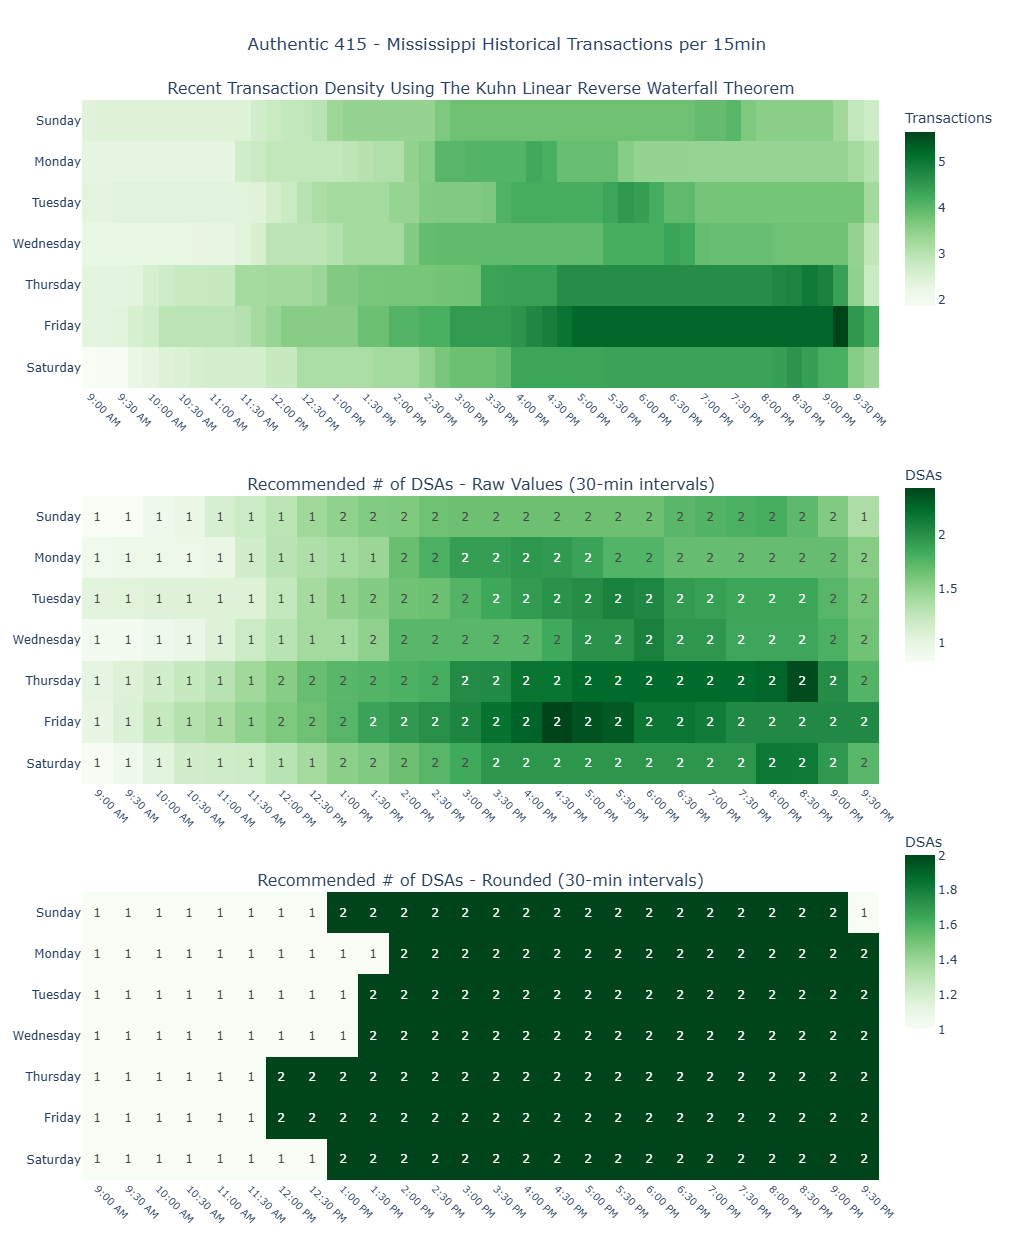 Authentic 415 - Mississippi Historical Transactions per 15min
Recent Transaction Density Using The Kuhn Linear Reverse Waterfall Theorem
Transactions
Sunday
Monday
Tuesday
Wednesday
Thursday
Friday
Saturday
5
4
3
2
9:00 AM 9:30 AM 10:00 AM 10:30 AM 11:00 AM 11:30 AM 12:00 PM 12:30 PM 1:00 PM 1:30 PM 2:00 PM 2:30 PM 3:00 PM 3:30 PM 4:00 PM 4:30 PM 5:00 PM 5:30 PM 6:00 PM 6:30 PM 7:00 PM 7:30 PM 8:00 PM 8:30 PM 9:00 PM 9:30 PM
Recommended # of DSAs - Raw Values (30-min intervals)
DSAs
Sunday 1 1 1 1 1 1 1 1 2 2 2 2 2 2 2 2 2 2 2 2 2 2 2 2 2 1
Monday 1 1 1 1 1 1 1 1 1 1 2 2 2 2 2 2 2 2 2 2 2 2 2 2 2 2
Tuesday 1 1 1 1 1 1 1 1 1 2 2 2 2 2 2 2 2 2 2 2 2 2 2 2 2 2
Wednesday 1 1 1 1 1 1 1 1 1 2 2 2 2 2 2 2 2 2 2 2 2 2 2 2 2 2
Thursday 1 1 1 1 1 1 2 2 2 2 2 2 2 2 2 2 2 2 2 2 2 2 2 2 2 2
Friday 1 1 1 1 1 1 2 2 2 2 2 2 2 2 2 2 2 2 2 2 2 2 2 2 2 2
Saturday 1 1 1 1 1 1 1 1 2 2 2 2 2 2 2 2 2 2 2 2 2 2 2 2 2 2
2
1.5
1
9:00 AM 9:30 AM 10:00 AM 10:30 AM 11:00 AM 11:30 AM 12:00 PM 12:30 PM 1:00 PM 1:30 PM 2:00 PM 2:30 PM 3:00 PM 3:30 PM 4:00 PM 4:30 PM 5:00 PM 5:30 PM 6:00 PM 6:30 PM 7:00 PM 7:30 PM 8:00 PM 8:30 PM 9:00 PM 9:30 PM
Recommended # of DSAs - Rounded (30-min intervals)
DSAs
Sunday 1 1 1 1 1 1 1 1 2 2 2 2 2 2 2 2 2 2 2 2 2 2 2 2 2 1
Monday 1 1 1 1 1 1 1 1 1 1 2 2 2 2 2 2 2 2 2 2 2 2 2 2 2 2
Tuesday 1 1 1 1 1 1 1 1 1 2 2 2 2 2 2 2 2 2 2 2 2 2 2 2 2 2
Wednesday 1 1 1 1 1 1 1 1 1 2 2 2 2 2 2 2 2 2 2 2 2 2 2 2 2 2
Thursday 1 1 1 1 1 1 2 2 2 2 2 2 2 2 2 2 2 2 2 2 2 2 2 2 2 2
Friday 1 1 1 1 1 1 2 2 2 2 2 2 2 2 2 2 2 2 2 2 2 2 2 2 2 2
Saturday 1 1 1 1 1 1 1 1 2 2 2 2 2 2 2 2 2 2 2 2 2 2 2 2 2 2
2
1.8
1.6
1.4
1.2
1
9:00 AM 9:30 AM 10:00 AM 10:30 AM 11:00 AM 11:30 AM 12:00 PM 12:30 PM 1:00 PM 1:30 PM 2:00 PM 2:30 PM 3:00 PM 3:30 PM 4:00 PM 4:30 PM 5:00 PM 5:30 PM 6:00 PM 6:30 PM 7:00 PM 7:30 PM 8:00 PM 8:30 PM 9:00 PM 9:30 PM